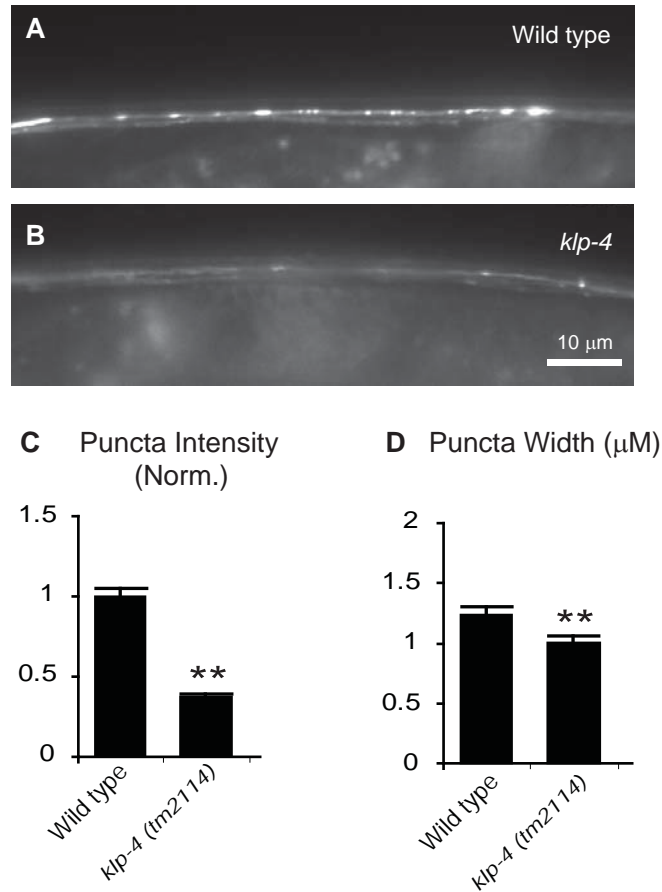 A
Wild type
B
klp-4
10 μm
C Puncta Intensity
(Norm.)
1.5
1
0.5
0
**
Wild type
klp-4 (tm2114)
D Puncta Width (μM)
2
1.5
1
0.5
0
**
Wild type
klp-4 (tm2114)